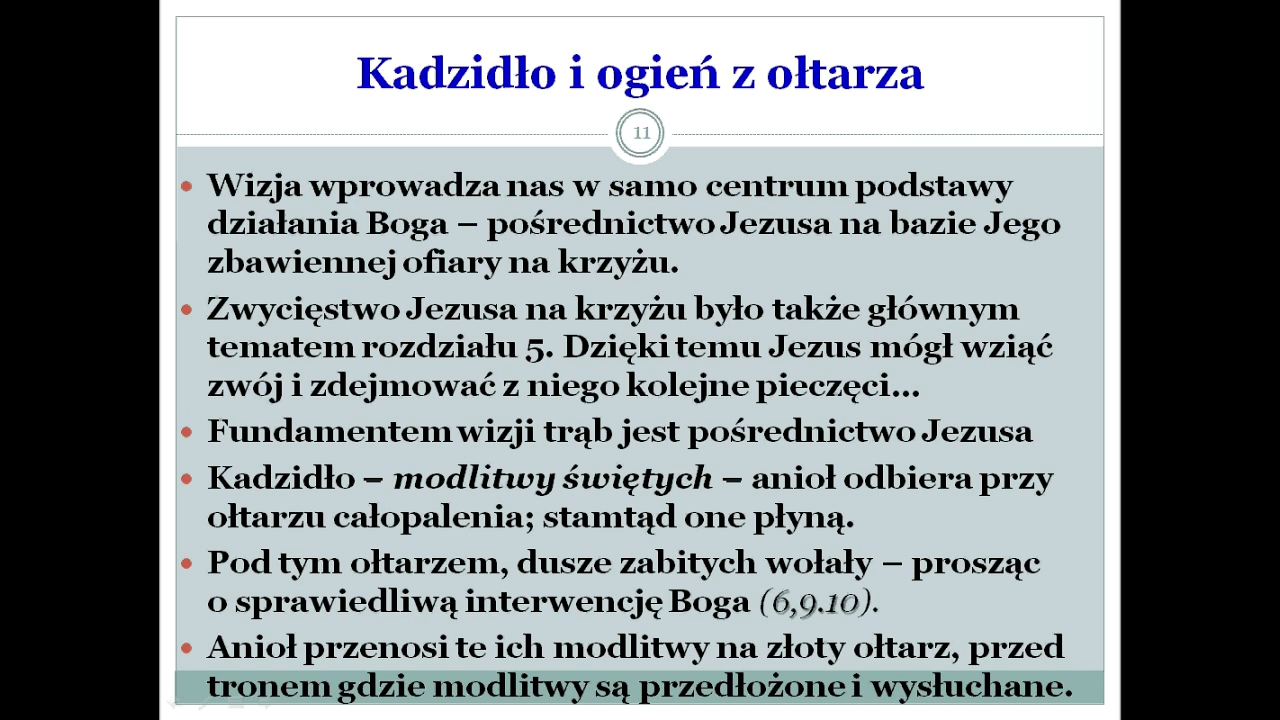 Kadzidło i ogień z ołtarza
11
• Wizja wprowadza nas w samo centrum podstawy
działania Boga – pośrednictwo Jezusa na bazie Jego
zbawiennej ofiary na krzyżu.
• Zwycięstwo Jezusa na krzyżu było także głównym
tematem rozdziału 5. Dzięki temu Jezus mógł wziąć
zwój i zdejmować z niego kolejne pieczęci...
• Fundamentem wizji trąb jest pośrednictwo Jezusa
• Kadzidło – modlitwy świętych – anioł odbiera przy
ołtarzu całopalenia; stamtąd one płyną.
• Pod tym ołtarzem, dusze zabitych wołały – prosząc
o sprawiedliwą interwencję Boga (6,9.10).
• Anioł przenosi te ich modlitwy na złoty ołtarz, przed
tronem gdzie modlitwy są przedłożone i wysłuchane.